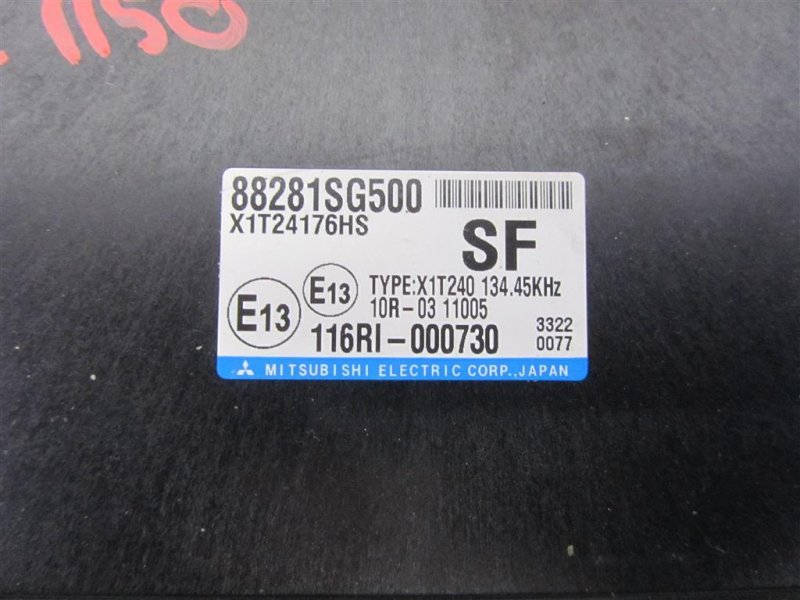 1150
88281SG500
X1T24176HS
SF
E13
E13
TYPE:X1T240 134.45KHz
10R-03 11005
116RI-000730
3322
0077
MITSUBISHI ELECTRIC CORP.,JAPAN